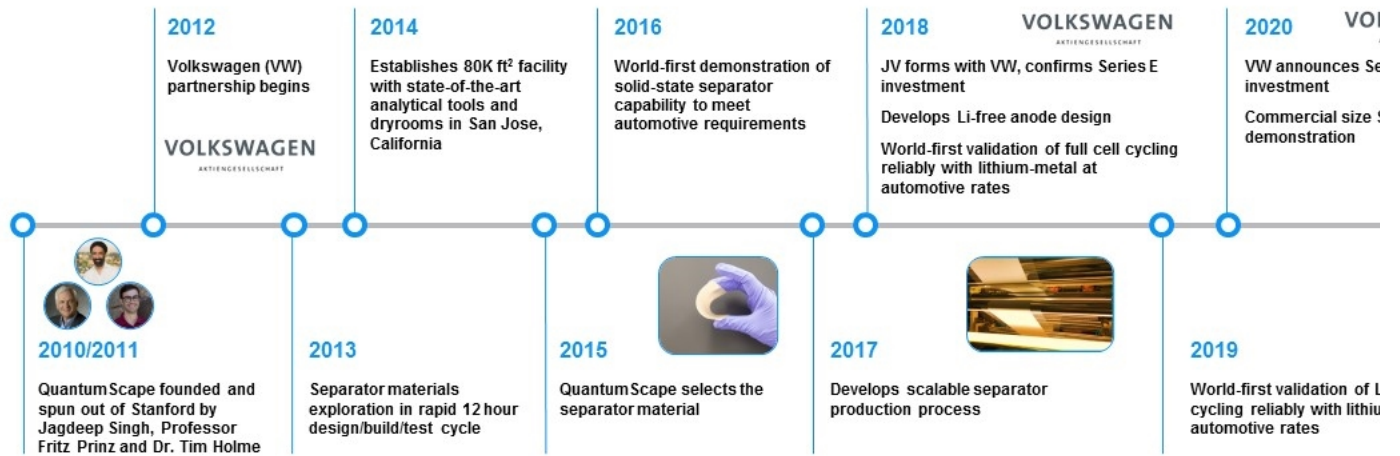 2012
Volkswagen (VW)
partnership begins
VOLKSWAGEN
AKTIENGESELLSCHAFT
2014
Establishes 80K ft² facility
with state-of-the-art
analytical tools and
dryrooms in San Jose,
California
2016
World-first demonstration of
solid-state separator
capability to meet
automotive requirements
2018
VOLKSWAGEN
AKTIENGESELLSCHAFT
JV forms with VW, confirms Series E
investment
Develops Li-free anode design
World-first validation of full cell cycling
reliably with lithium-metal at
automotive rates
2020
VW announces
investment
Commercial size
demonstration
2010/2011
QuantumScape founded and
spun out of Stanford by
Jagdeep Singh, Professor
Fritz Prinz and Dr. Tim Holme
2013
Separator materials
exploration in rapid 12 hour
design/build/test cycle
2015
QuantumScape selects the
separator material
2017
Develops scalable separator
production process
2019
World-first validation of
cycling reliably with
automotive rates